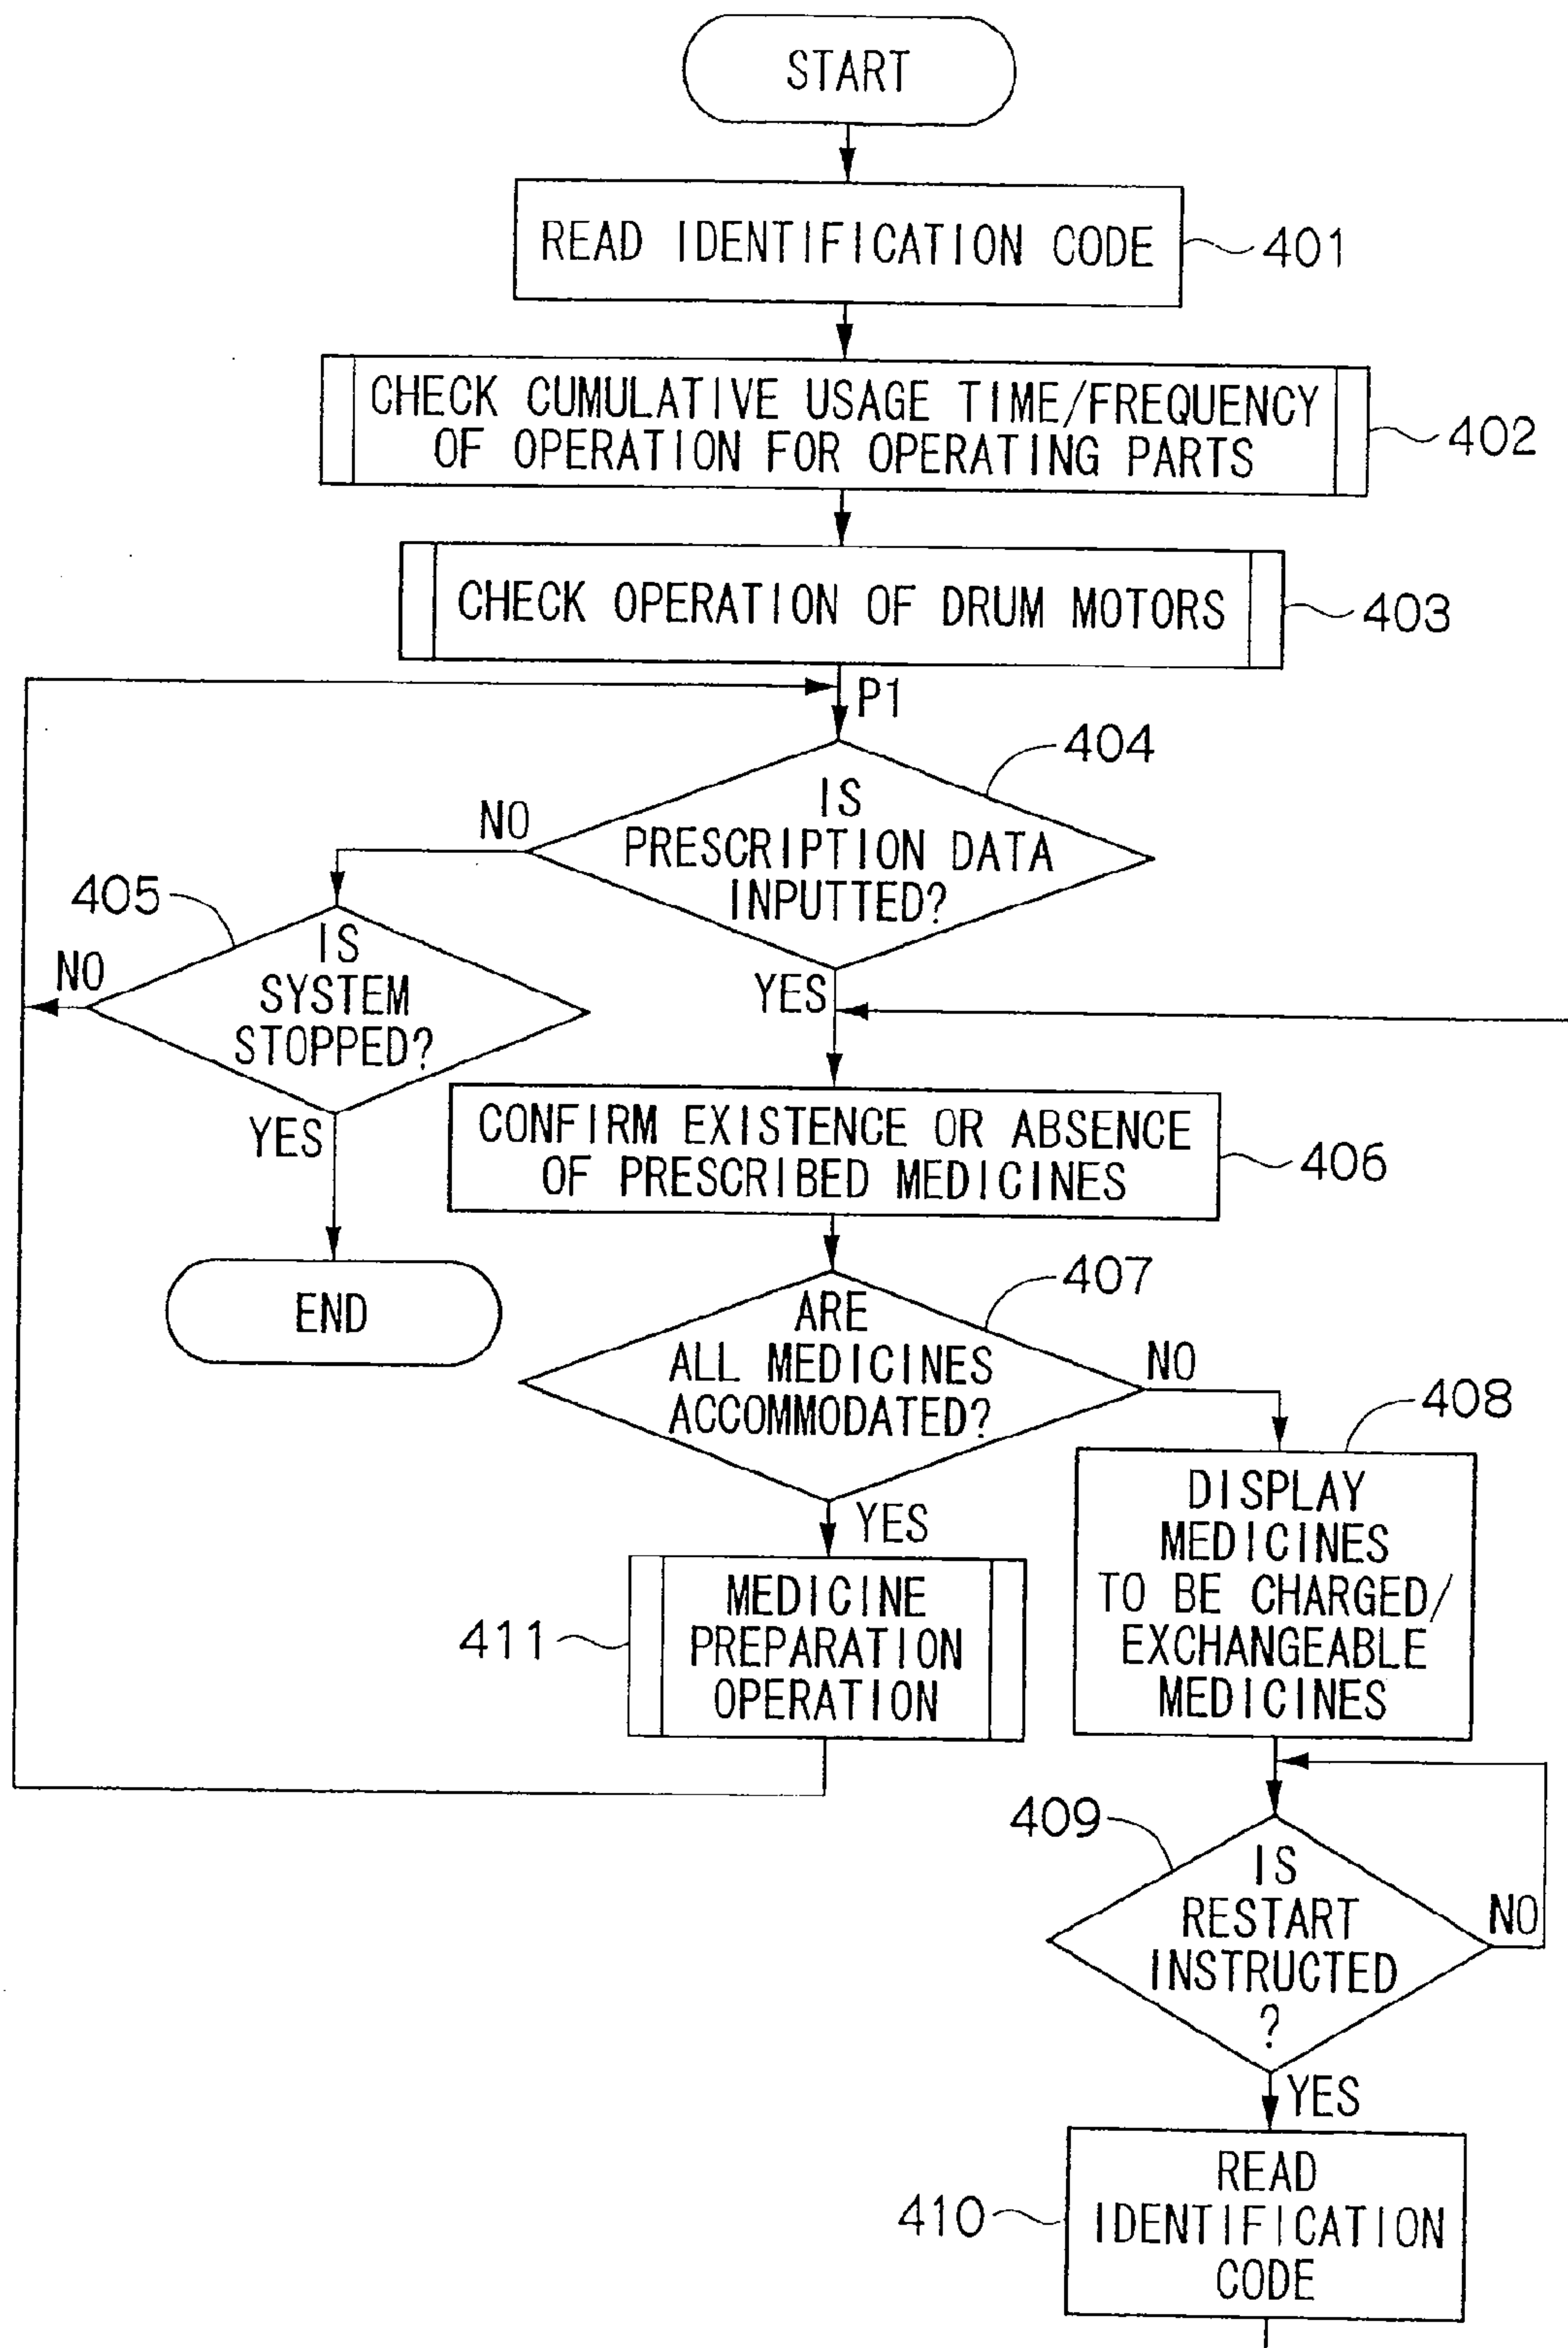 START
READ IDENTIFICATION CODE
401
CHECK CUMULATIVE USAGE TIME/FREQUENCY
OF OPERATION FOR OPERATING PARTS
402
CHECK OPERATION OF DRUM MOTORS
403
P1
404
IS
PRESCRIPTION DATA
INPUTTED?
NO
YES
405
IS
SYSTEM
STOPPED?
NO
YES
END
CONFIRM EXISTENCE OR ABSENCE
OF PRESCRIBED MEDICINES
406
407
ARE
ALL MEDICINES
ACCOMMODATED?
NO
YES
408
DISPLAY
MEDICINES
TO BE CHARGED/
EXCHANGEABLE
MEDICINES
411
MEDICINE
PREPARATION
OPERATION
409
IS
RESTART
INSTRUCTED
?
NO
YES
410
READ
IDENTIFICATION
CODE